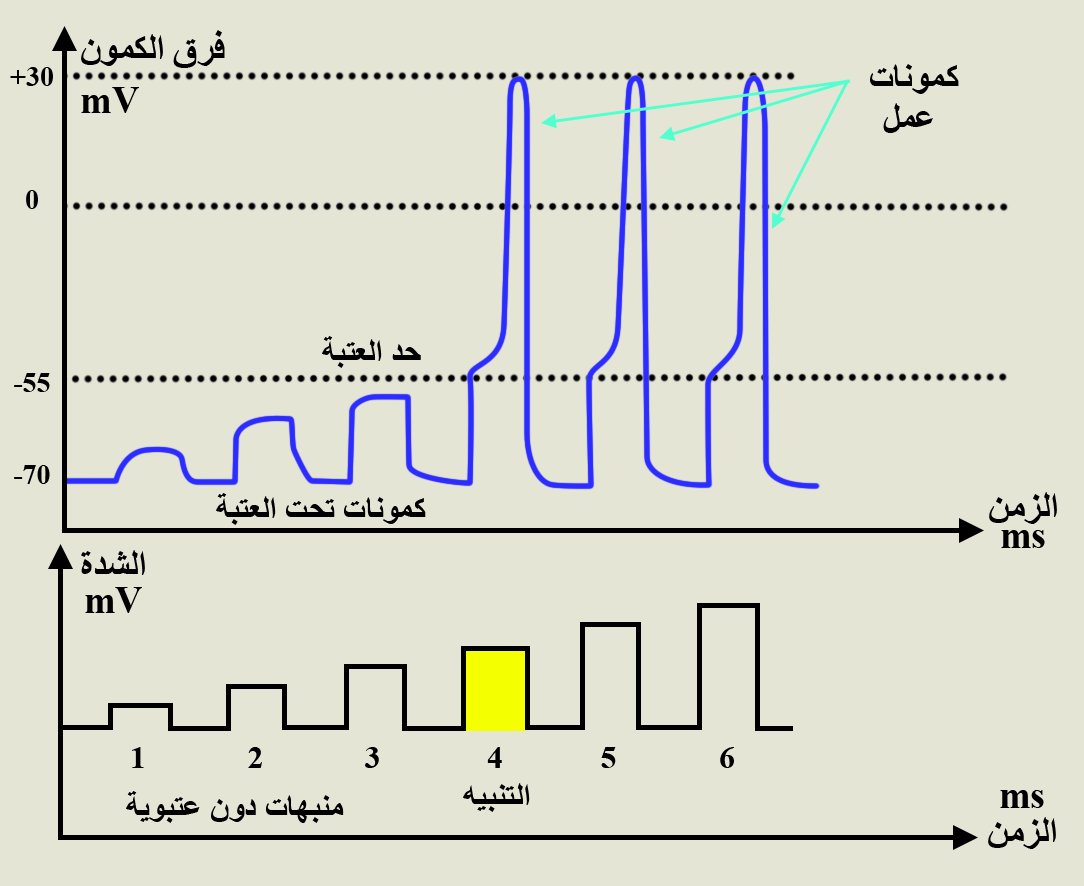 فرق الكمون
mV
+30
كمونات
عمل
0
حد العتبة
-55
-70
كمونات تحت العتبة
الزمن
ms
الشدة
mV
1 2 3 4 5 6
منبهات دون عتبوية
التنبيه
ms
الزمن